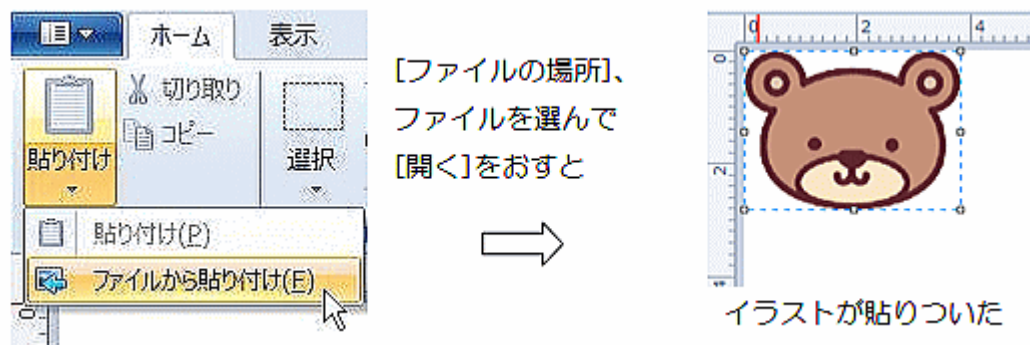 ホーム 表示
貼り付け
切り取り
コピー
選択
貼り付け(P)
ファイルから貼り付け(F)
[ファイルの場所]、
ファイルを選んで
[開く]をおすと
0 2 4
0
2
イラストが貼りついた